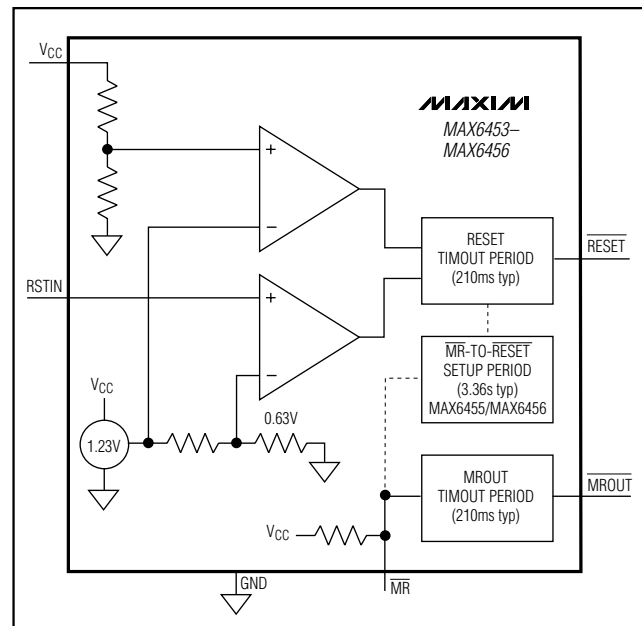 VCC
MAXIM
MAX6453–
MAX6456
+
−
RESET
TIMOUT PERIOD
(210ms typ)
RESET
RSTIN
+
−
MR-TO-RESET
SETUP PERIOD
(3.36s typ)
MAX6455/MAX6456
VCC
0.63V
1.23V
MROUT
TIMOUT PERIOD
(210ms typ)
MROUT
VCC
GND
MR